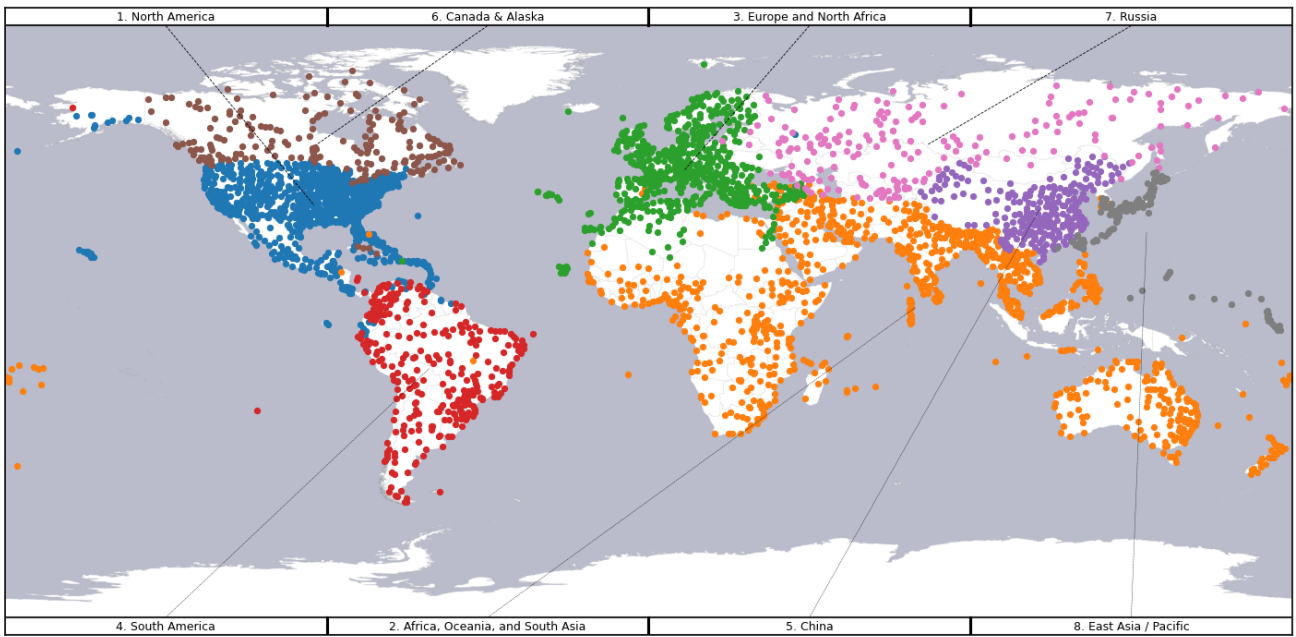 1. North America
6. Canada & Alaska
3. Europe and North Africa
7. Russia
4. South America
2. Africa, Oceania, and South Asia
5. China
8. East Asia / Pacific